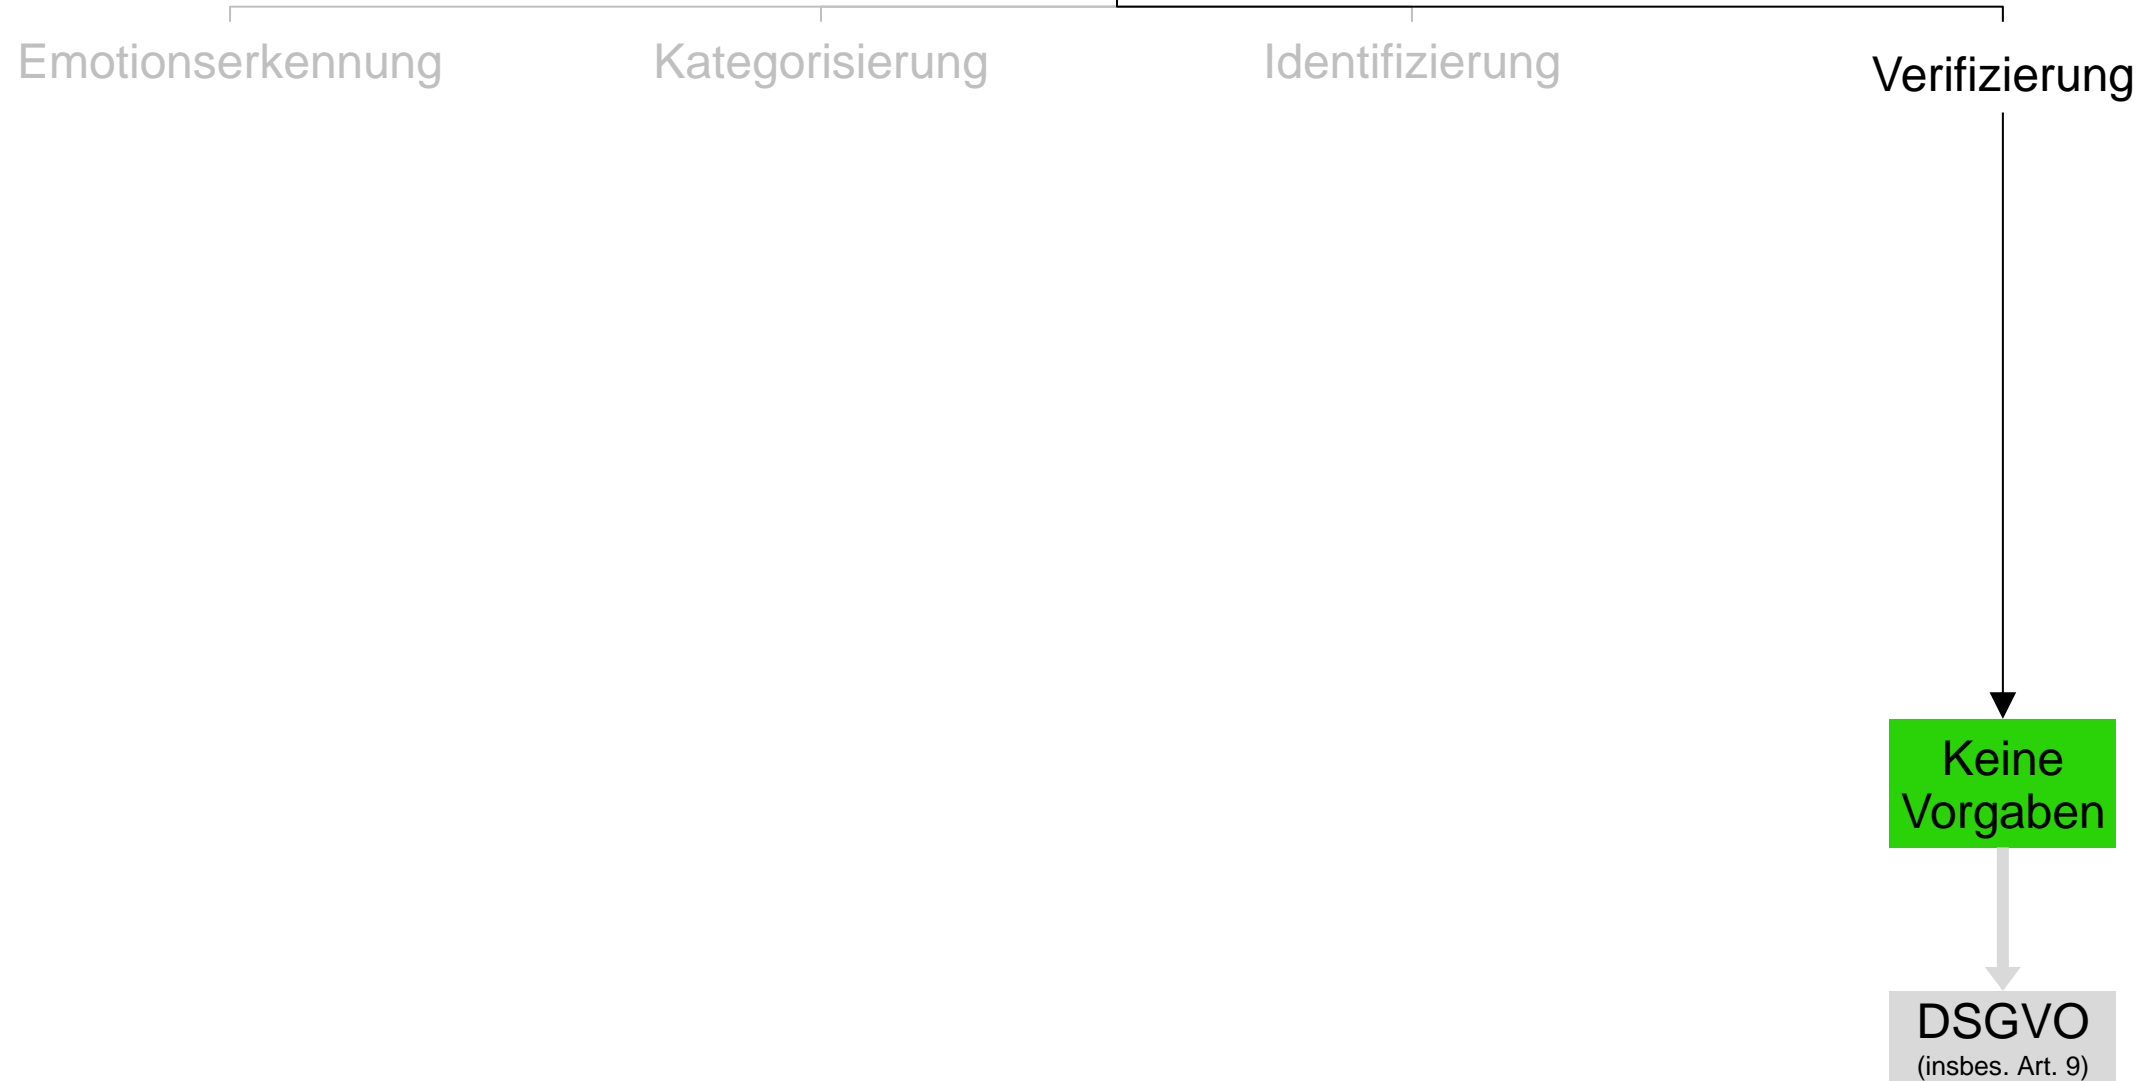 Emotionserkennung
Kategorisierung
Identifizierung
Verifizierung
Keine
Vorgaben
DSGVO
(insbes. Art. 9)